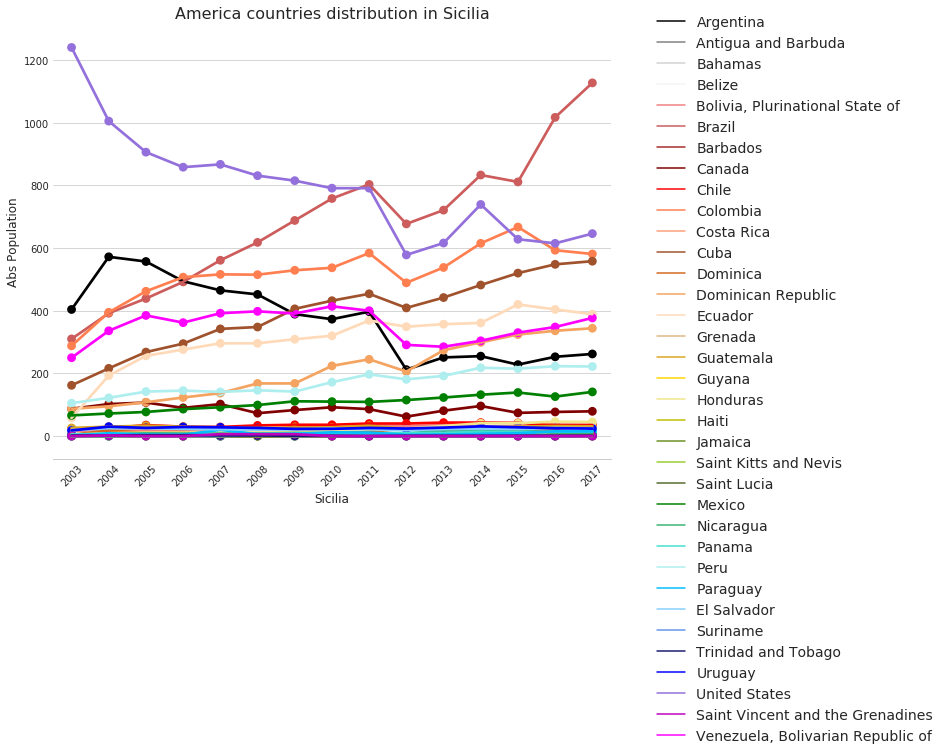 America countries distribution in Sicilia
Abs Population
1200
1000
800
600
400
200
0
2003
2004
2005
2006
2007
2008
2009
2010
2011
2012
2013
2014
2015
2016
2017
Sicilia
Argentina
Antigua and Barbuda
Bahamas
Belize
Bolivia, Plurinational State of
Brazil
Barbados
Canada
Chile
Colombia
Costa Rica
Cuba
Dominica
Dominican Republic
Ecuador
Grenada
Guatemala
Guyana
Honduras
Haiti
Jamaica
Saint Kitts and Nevis
Saint Lucia
Mexico
Nicaragua
Panama
Peru
Paraguay
El Salvador
Suriname
Trinidad and Tobago
Uruguay
United States
Saint Vincent and the Grenadines
Venezuela, Bolivarian Republic of